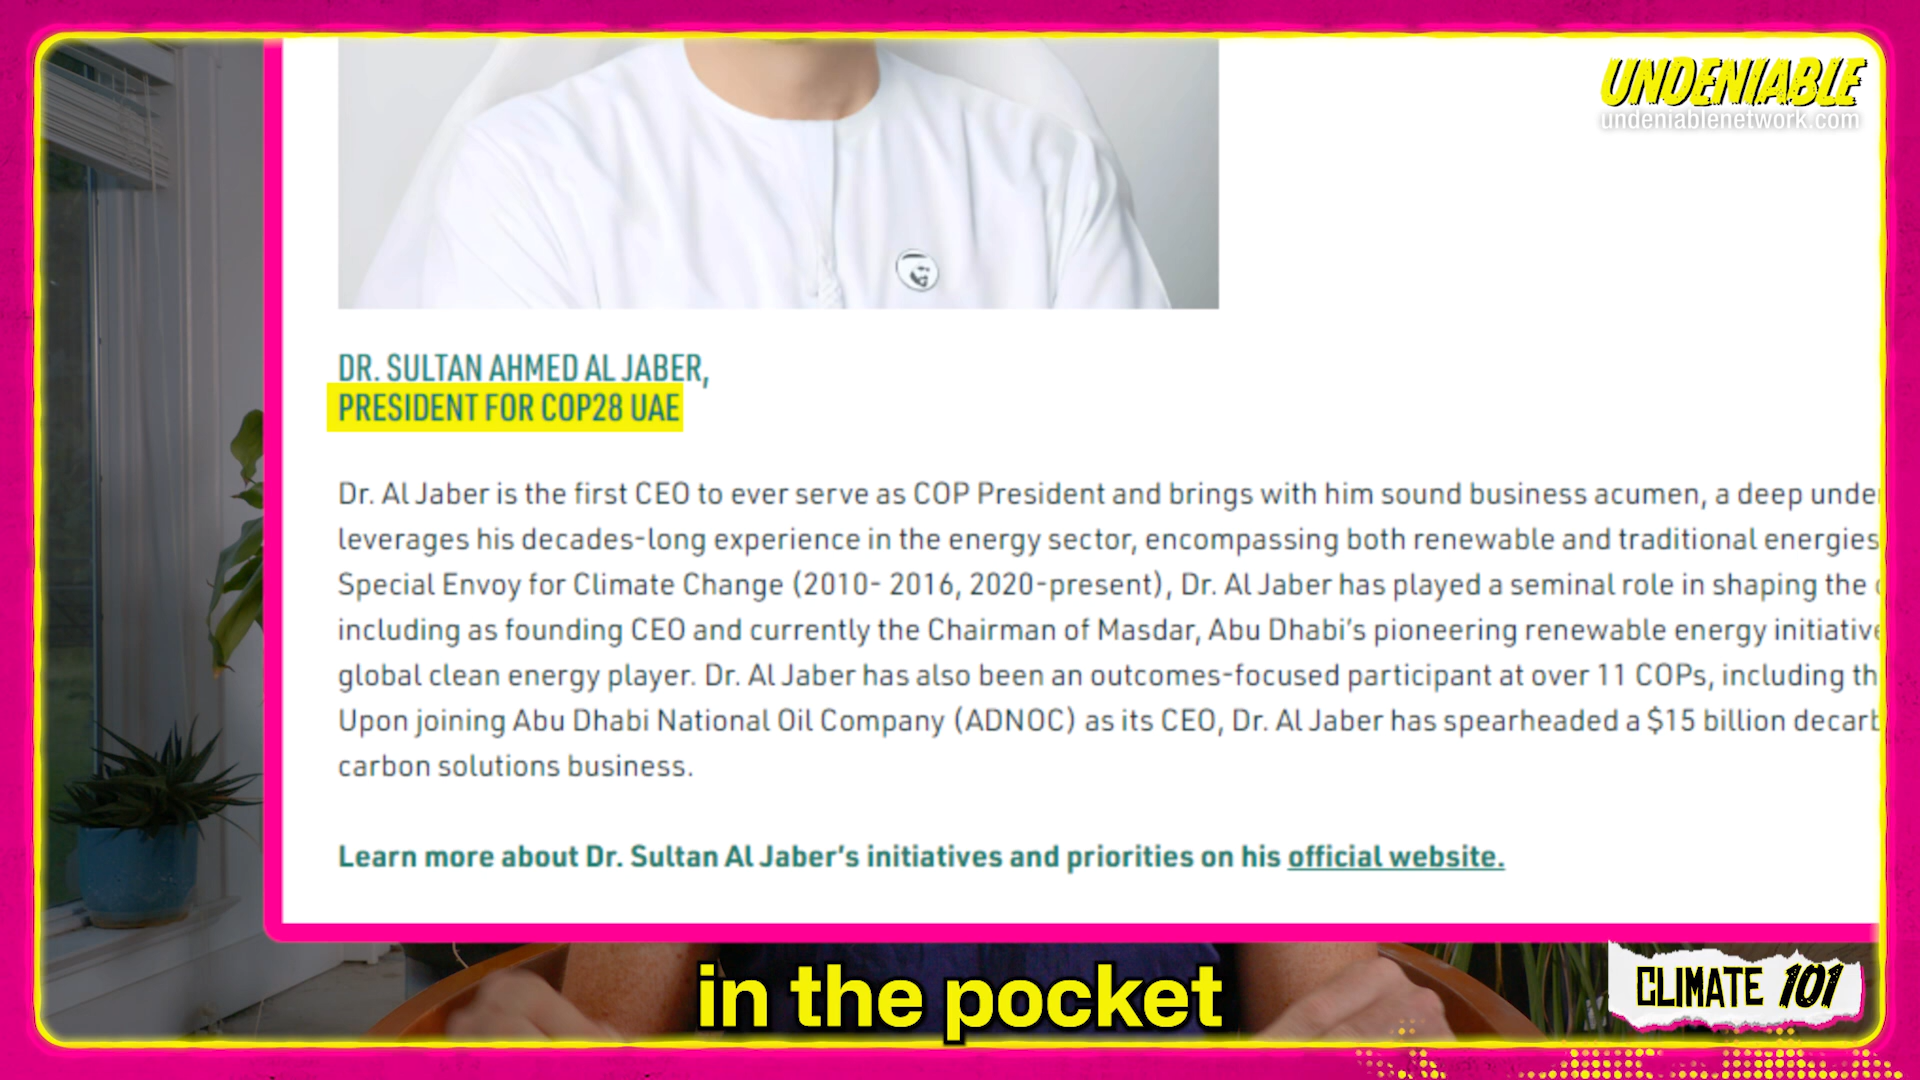 UNDENIABLE
undeniablenetwork.com
DR. SULTAN AHMED AL JABER,
PRESIDENT FOR COP28 UAE
Dr. Al Jaber is the first CEO to ever serve as COP President and brings with him sound business acumen, a deep
leverages his decades-long experience in the energy sector, encompassing both renewable and traditional energies
Special Envoy for Climate Change (2010- 2016, 2020-present), Dr. Al Jaber has played a seminal role in shaping the
including as founding CEO and currently the Chairman of Masdar, Abu Dhabi's pioneering renewable energy
global clean energy player. Dr. Al Jaber has also been an outcomes-focused participant at over 11 COPs, including
Upon joining Abu Dhabi National Oil Company (ADNOC) as its CEO, Dr. Al Jaber has spearheaded a $15 billion
carbon solutions business.
Learn more about Dr. Sultan Al Jaber's initiatives and priorities on his official website.
in the pocket
CLIMATE 101